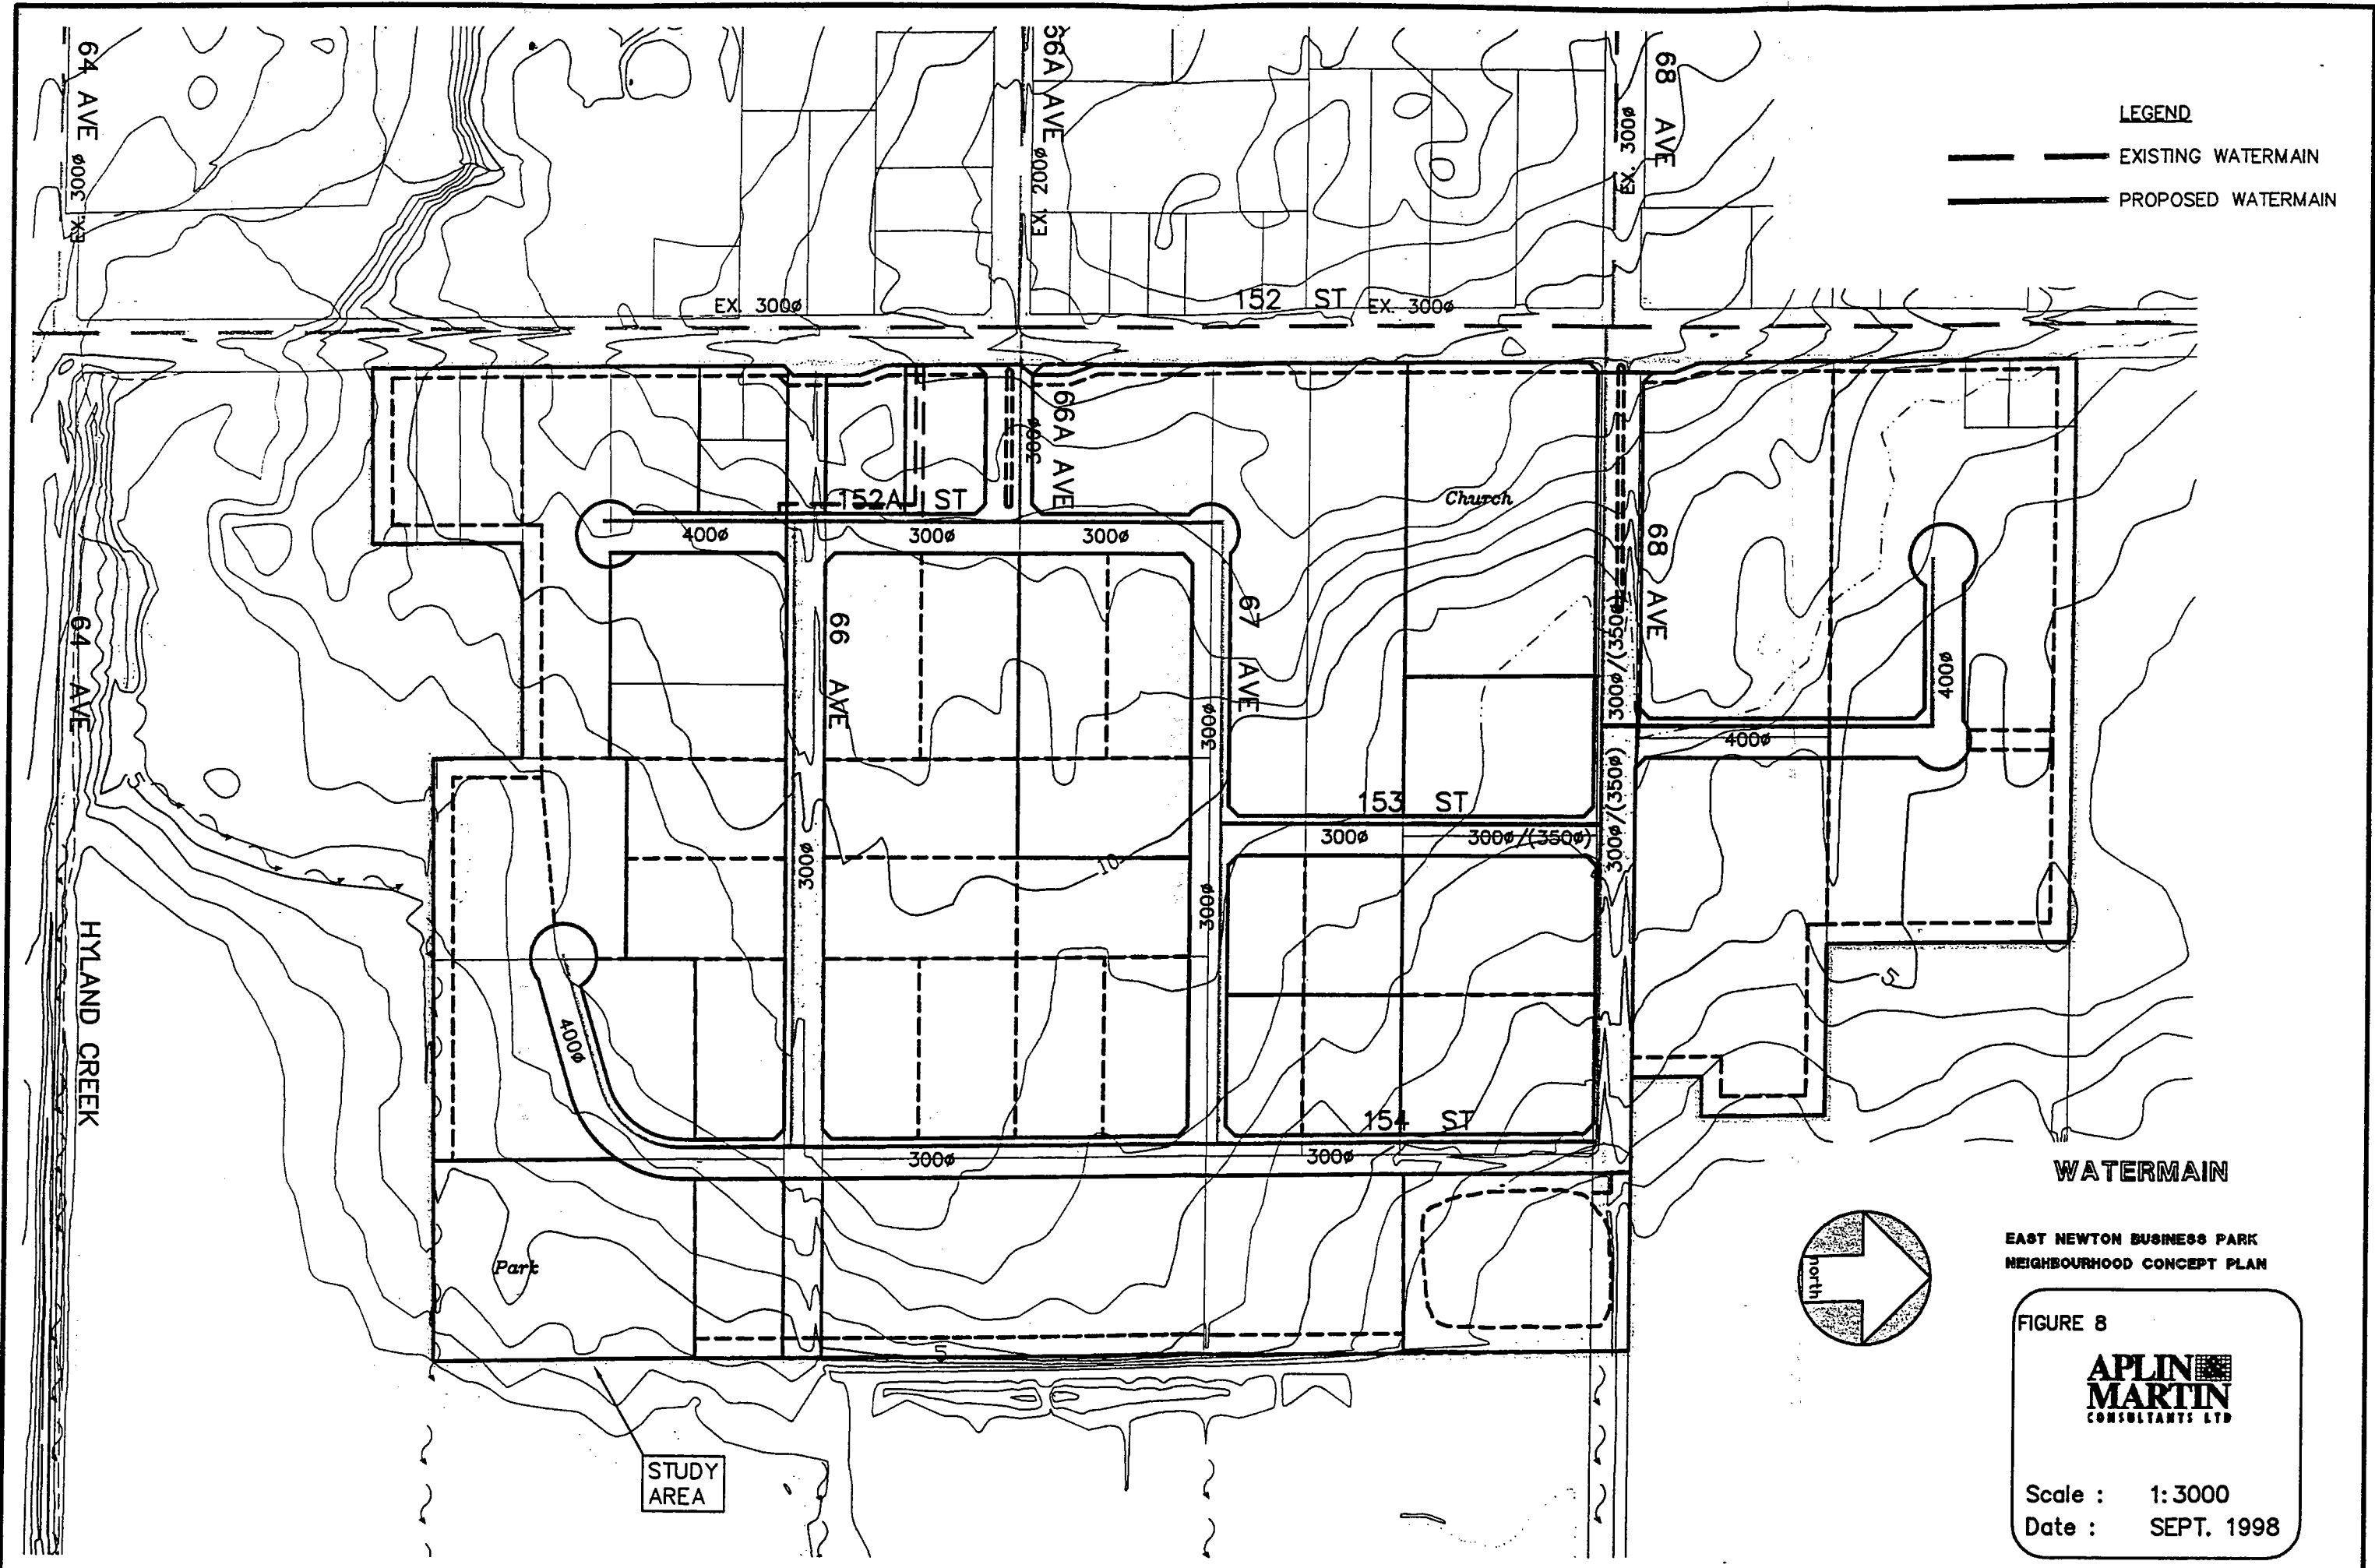 64 AVE
EX. 300ø
66A AVE
EX. 200ø
68 AVE
EX. 300ø
LEGEND
EXISTING WATERMAIN
PROPOSED WATERMAIN
EX. 300ø
152 ST
EX. 300ø
66A AVE
300ø
152A ST
400ø
300ø
300ø
Church
68 AVE
300ø/(350ø)
64 AVE
66 AVE
67 AVE
300ø
400ø
400ø
153 ST
300ø
300ø/(350ø)
300ø/(350ø)
5
10
300ø
300ø
HYLAND CREEK
400ø
5
154 ST
300ø
300ø
Park
5
STUDY
AREA
WATERMAIN
north
EAST NEWTON BUSINESS PARK
NEIGHBOURHOOD CONCEPT PLAN
FIGURE 8
APLIN &
MARTIN
CONSULTANTS LTD
Scale : 1:3000
Date : SEPT. 1998